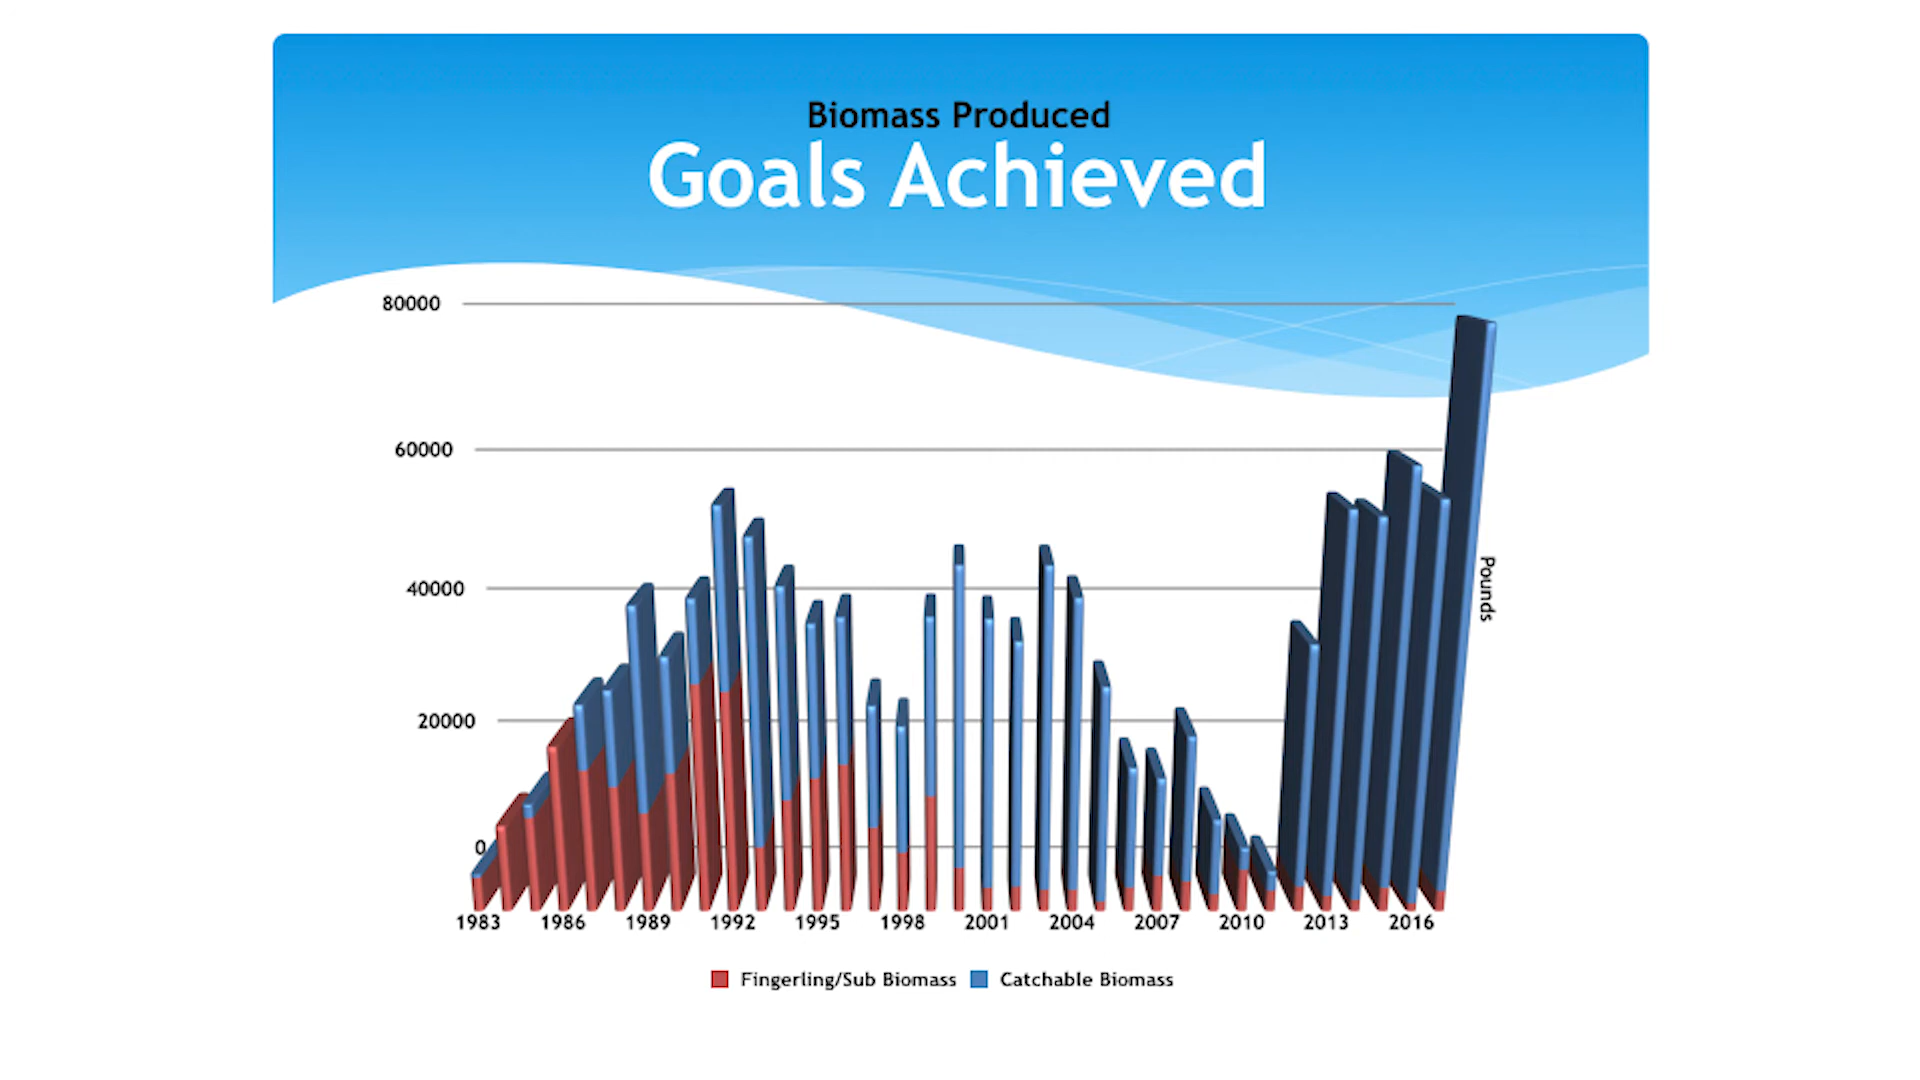 Biomass Produced
Goals Achieved
80000
60000
40000
20000
0
Pounds
1983 1986 1989 1992 1995 1998 2001 2004 2007 2010 2013 2016
Fingerling/Sub Biomass Catchable Biomass